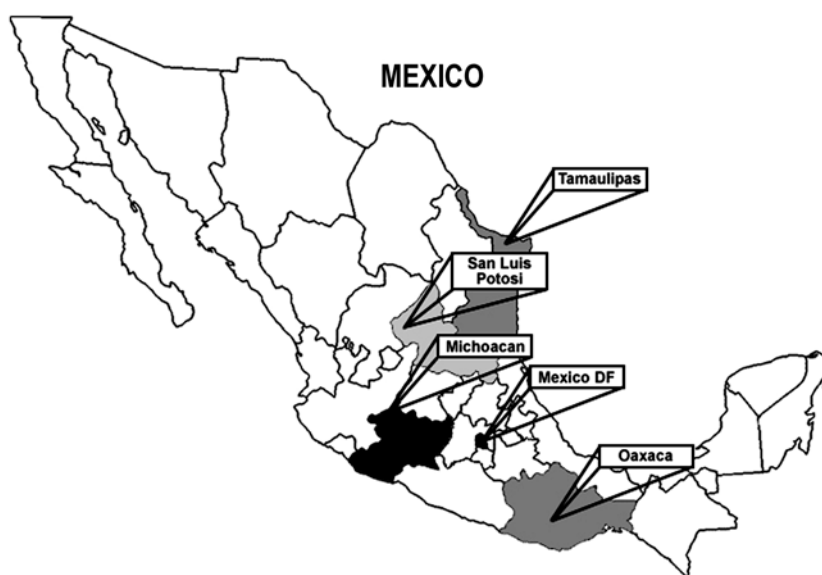 MEXICO
Tamaulipas
San Luis
Potosi
Michoacan
Mexico DF
Oaxaca